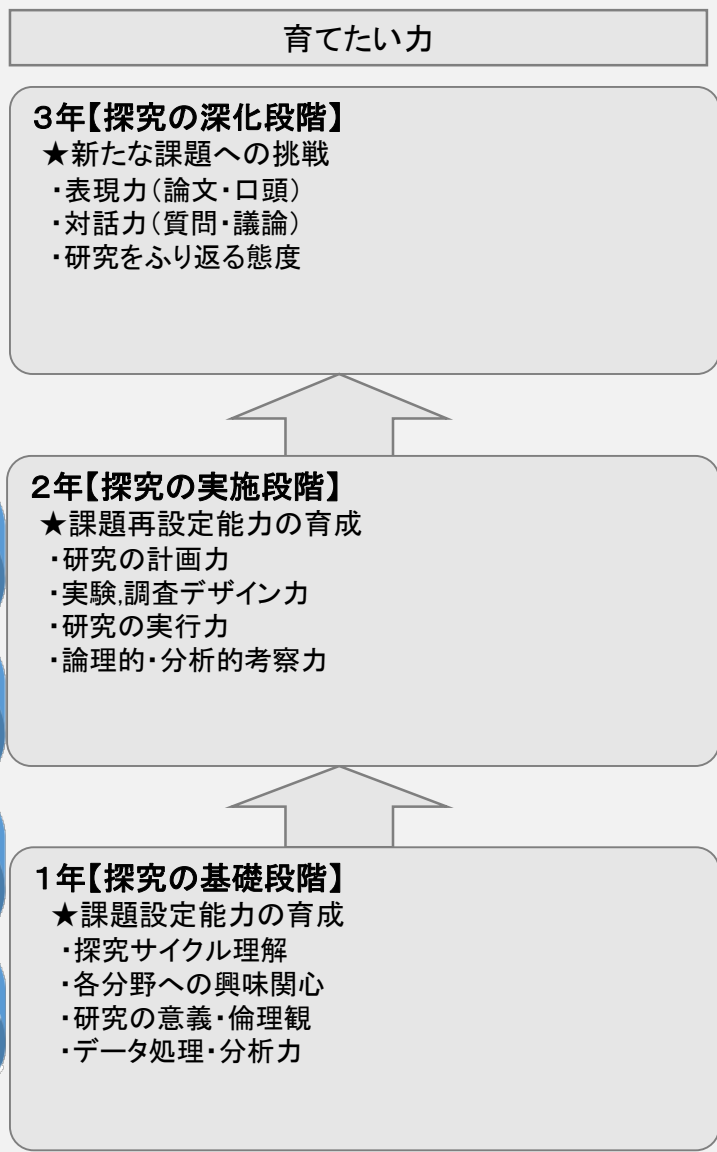 育てたい力
3年【探究の深化段階】
★新たな課題への挑戦
・表現力(論文・口頭)
・対話力(質問・議論)
・研究をふり返る態度
2年【探究の実施段階】
★課題再設定能力の育成
・研究の計画力
・実験,調査デザイン力
・研究の実行力
・論理的・分析的考察力
1年【探究の基礎段階】
★課題設定能力の育成
・探究サイクル理解
・各分野への興味関心
・研究の意義・倫理観
・データ処理・分析力